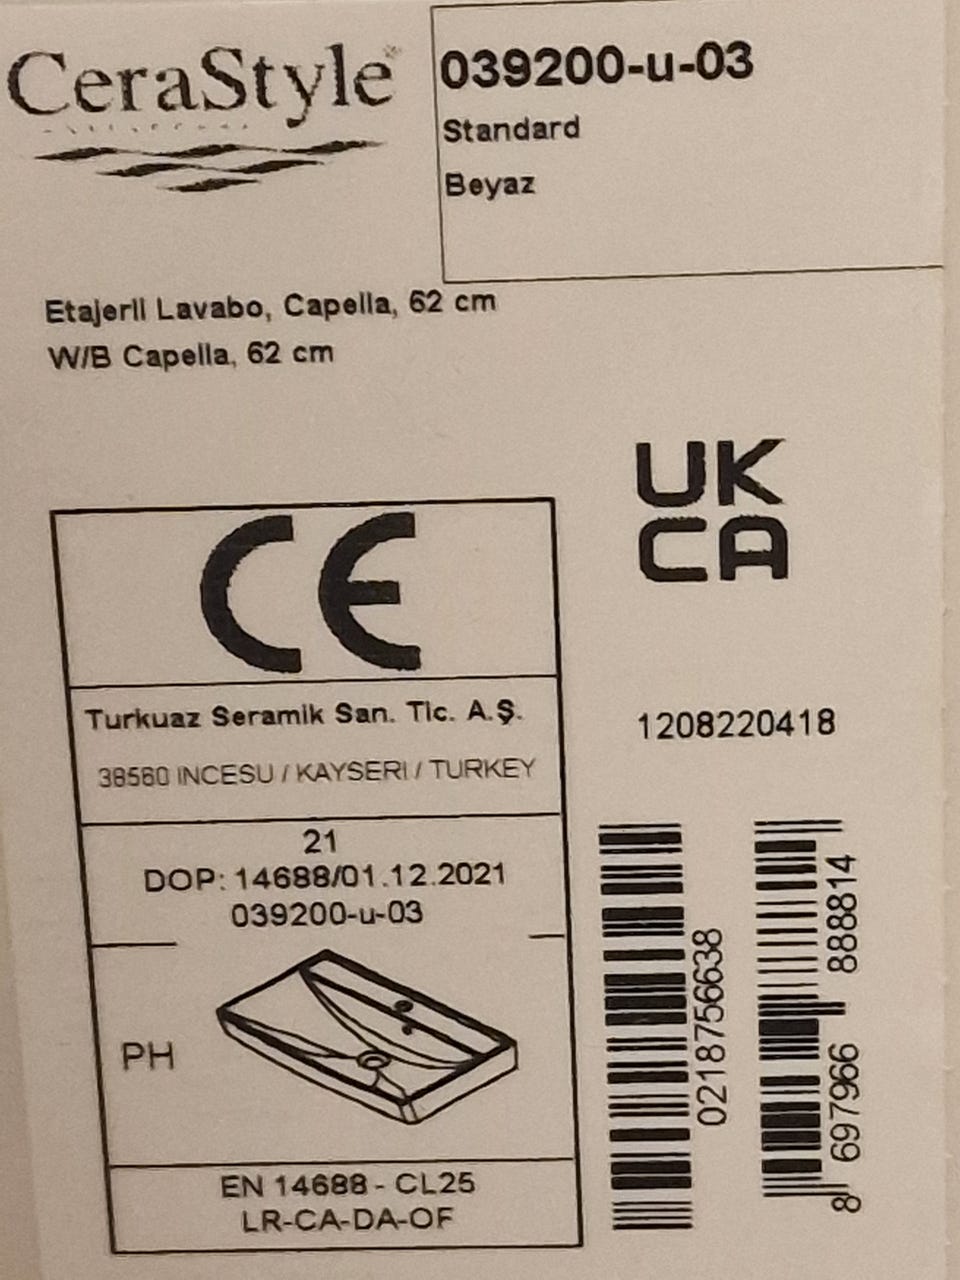 CeraStyle
039200-u-03
Standard
Beyaz
Etajerli Lavabo, Capella, 62 cm
W/B Capella, 62 cm
UK
CA
CE
Turkuaz Seramik San. Tic. A.Ş.
38560 INCESU / KAYSERI / TURKEY
1208220418
21
DOP: 14688/01.12.2021
039200-u-03
PH
EN 14688 - CL25
LR-CA-DA-OF
0218756638
8 697966 888814